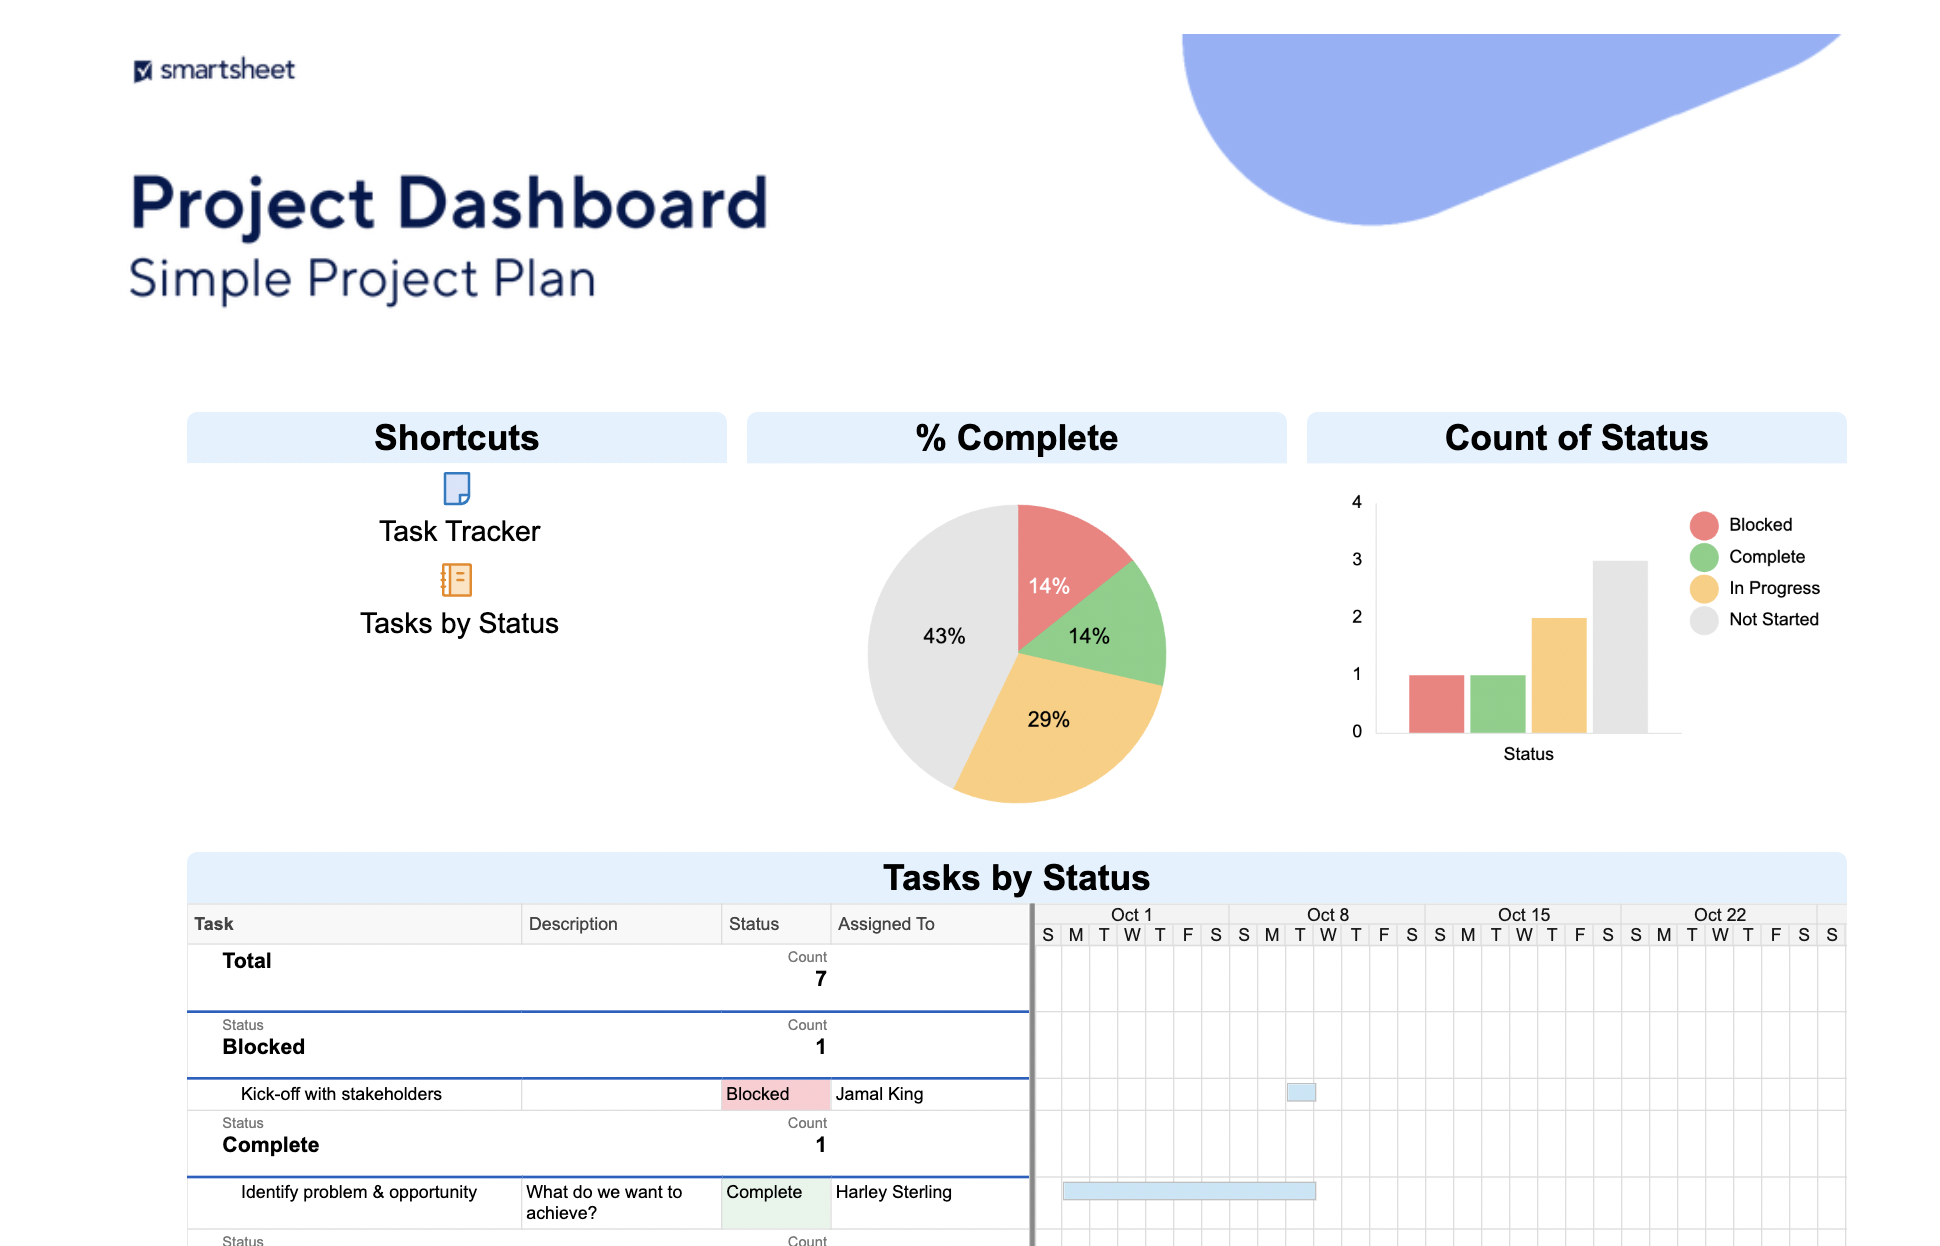 smartsheet
Project Dashboard
Simple Project Plan
Shortcuts
Task Tracker
Tasks by Status
% Complete
14%
14%
29%
43%
Count of Status
4
3
2
1
0
Status
Blocked
Complete
In Progress
Not Started
Tasks by Status
Task Description Status Assigned To
Oct 1 Oct 8 Oct 15 Oct 22
S M T W T F S S M T W T F S S M T W T F S S M T W T F S S
Total
Count
7
Status
Blocked
Count
1
Kick-off with stakeholders Blocked Jamal King
Status
Complete
Count
1
Identify problem & opportunity What do we want to Complete Harley Sterling
achieve?
Status Count